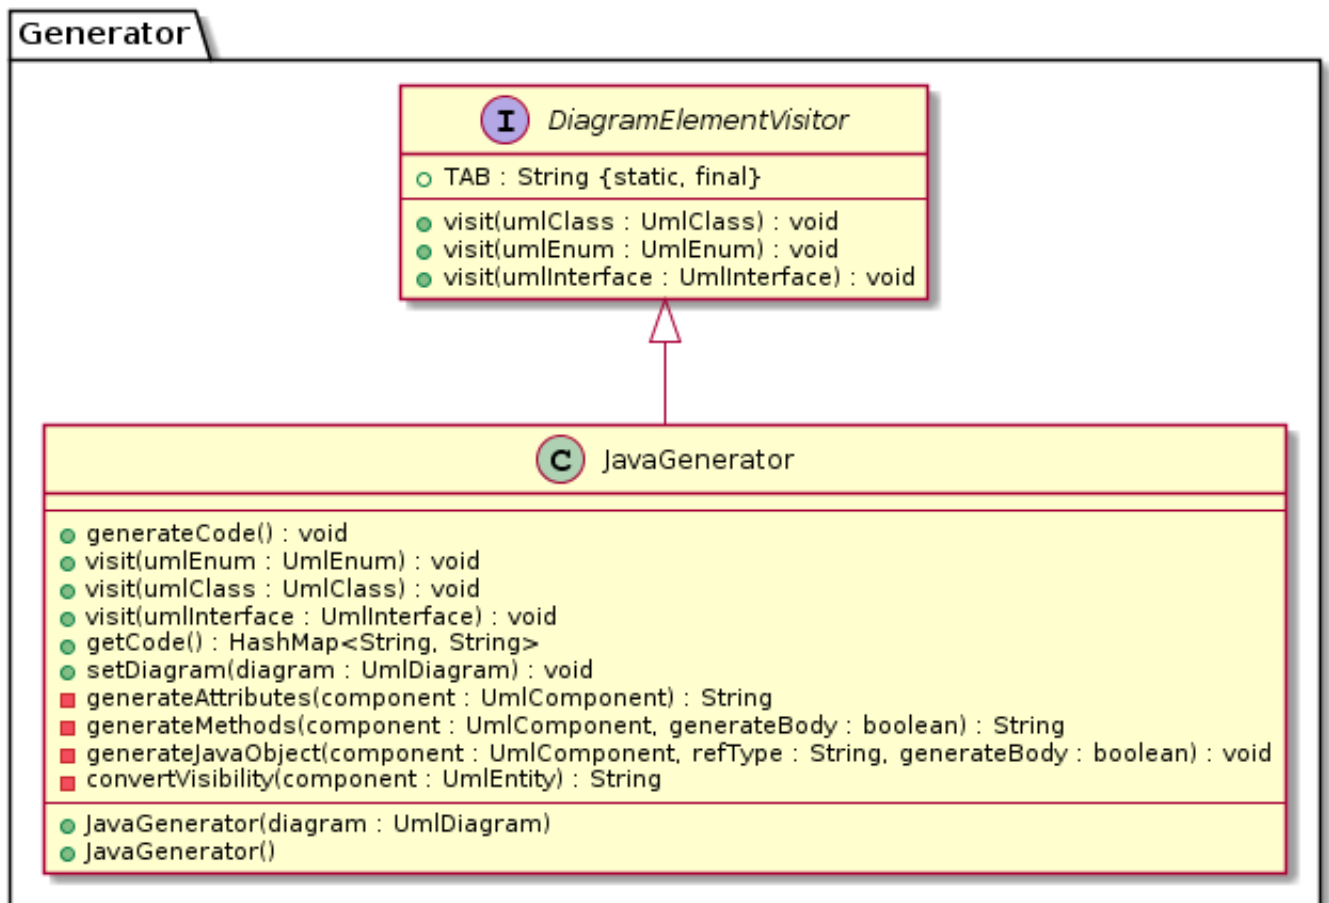 Generator
I DiagramElementVisitor
TAB : String {static, final}
visit(umlClass : UmlClass) : void
visit(umlEnum : UmlEnum) : void
visit(umlInterface : UmlInterface) : void
C JavaGenerator
generateCode() : void
visit(umlEnum : UmlEnum) : void
visit(umlClass : UmlClass) : void
visit(umlInterface : UmlInterface) : void
getCode() : HashMap<String, String>
setDiagram(diagram : UmlDiagram) : void
generateAttributes(component : UmlComponent) : String
generateMethods(component : UmlComponent, generateBody : boolean) : String
generateJavaObject(component : UmlComponent, refType : String, generateBody : boolean) : void
convertVisibility(component : UmlEntity) : String
JavaGenerator(diagram : UmlDiagram)
JavaGenerator()